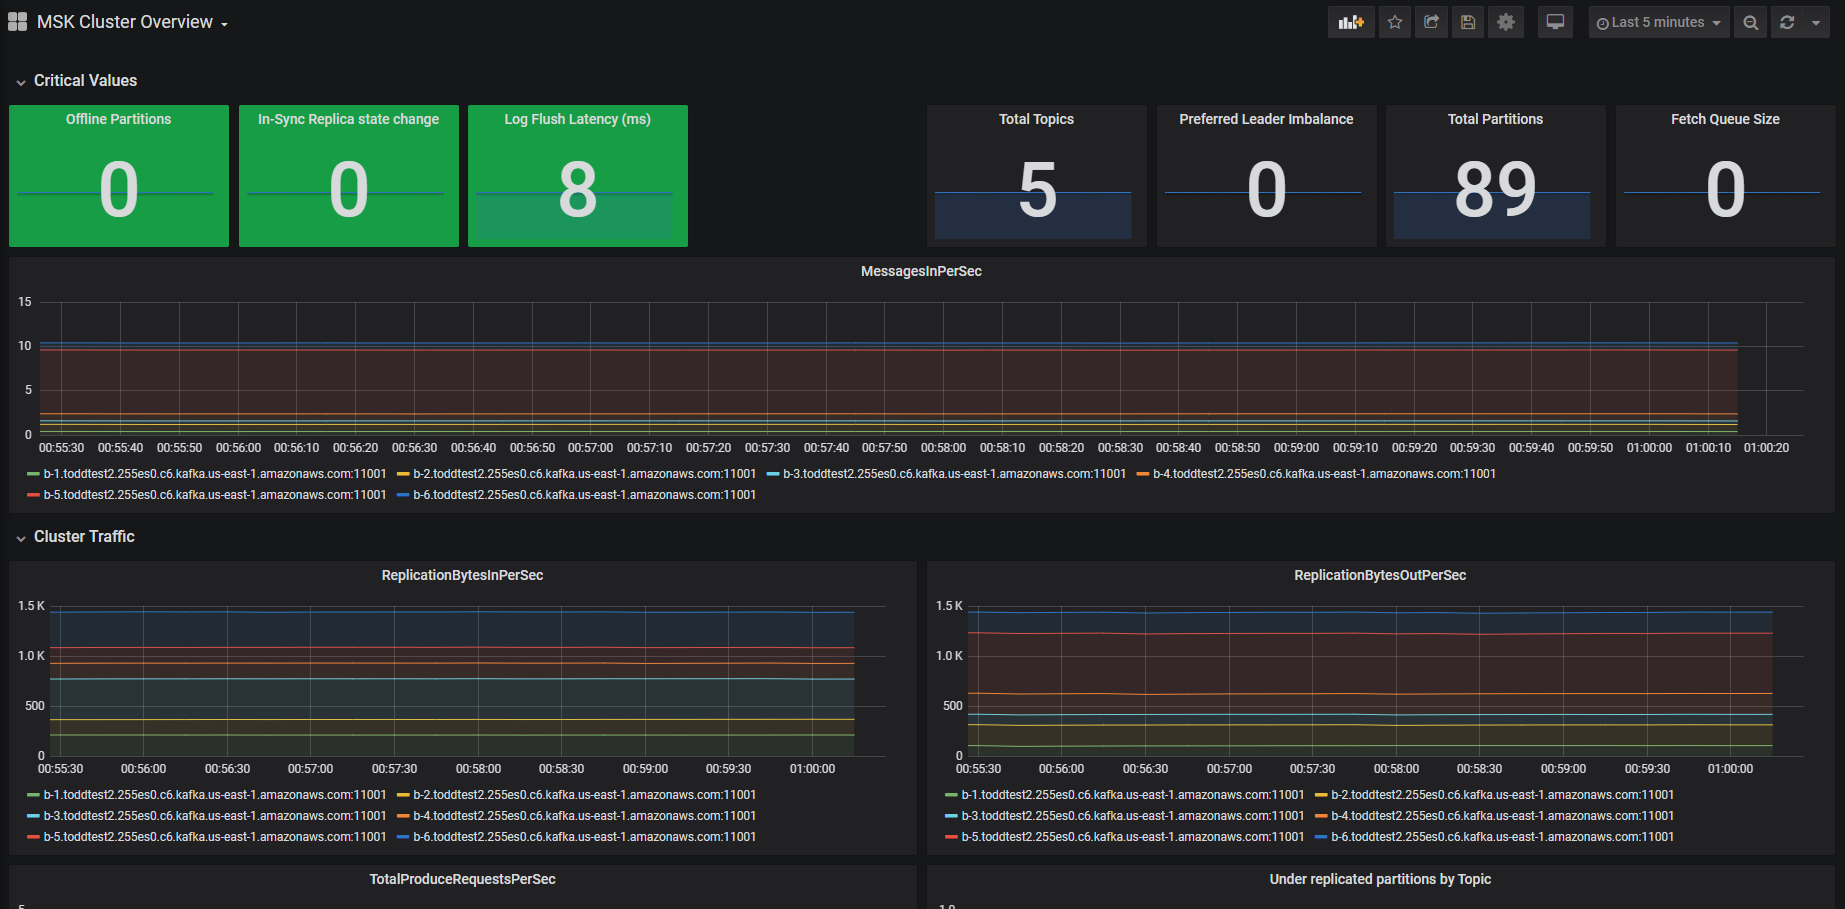 MSK Cluster Overview
Last 5 minutes
Critical Values
Offline Partitions
0
In-Sync Replica state change
0
Log Flush Latency (ms)
8
Total Topics
5
Preferred Leader Imbalance
0
Total Partitions
89
Fetch Queue Size
0
MessagesInPerSec
15
10
5
0
00:55:30 00:55:40 00:55:50 00:56:00 00:56:10 00:56:20 00:56:30 00:56:40 00:56:50 00:57:00 00:57:10 00:57:20 00:57:30 00:57:40 00:57:50 00:58:00 00:58:10 00:58:20 00:58:30 00:58:40 00:58:50 00:59:00 00:59:10 00:59:20 00:59:30 00:59:40 00:59:50 01:00:00 01:00:10 01:00:20
b-1.toddtest2.255es0.c6.kafka.us-east-1.amazonaws.com:11001 b-2.toddtest2.255es0.c6.kafka.us-east-1.amazonaws.com:11001 b-3.toddtest2.255es0.c6.kafka.us-east-1.amazonaws.com:11001 b-4.toddtest2.255es0.c6.kafka.us-east-1.amazonaws.com:11001
b-5.toddtest2.255es0.c6.kafka.us-east-1.amazonaws.com:11001 b-6.toddtest2.255es0.c6.kafka.us-east-1.amazonaws.com:11001
Cluster Traffic
ReplicationBytesInPerSec
1.5 K
1.0 K
500
0
00:55:30 00:56:00 00:56:30 00:57:00 00:57:30 00:58:00 00:58:30 00:59:00 00:59:30 01:00:00
b-1.toddtest2.255es0.c6.kafka.us-east-1.amazonaws.com:11001 b-2.toddtest2.255es0.c6.kafka.us-east-1.amazonaws.com:11001
b-3.toddtest2.255es0.c6.kafka.us-east-1.amazonaws.com:11001 b-4.toddtest2.255es0.c6.kafka.us-east-1.amazonaws.com:11001
b-5.toddtest2.255es0.c6.kafka.us-east-1.amazonaws.com:11001 b-6.toddtest2.255es0.c6.kafka.us-east-1.amazonaws.com:11001
ReplicationBytesOutPerSec
1.5 K
1.0 K
500
0
00:55:30 00:56:00 00:56:30 00:57:00 00:57:30 00:58:00 00:58:30 00:59:00 00:59:30 01:00:00
b-1.toddtest2.255es0.c6.kafka.us-east-1.amazonaws.com:11001 b-2.toddtest2.255es0.c6.kafka.us-east-1.amazonaws.com:11001
b-3.toddtest2.255es0.c6.kafka.us-east-1.amazonaws.com:11001 b-4.toddtest2.255es0.c6.kafka.us-east-1.amazonaws.com:11001
b-5.toddtest2.255es0.c6.kafka.us-east-1.amazonaws.com:11001 b-6.toddtest2.255es0.c6.kafka.us-east-1.amazonaws.com:11001
TotalProduceRequestsPerSec
Under replicated partitions by Topic